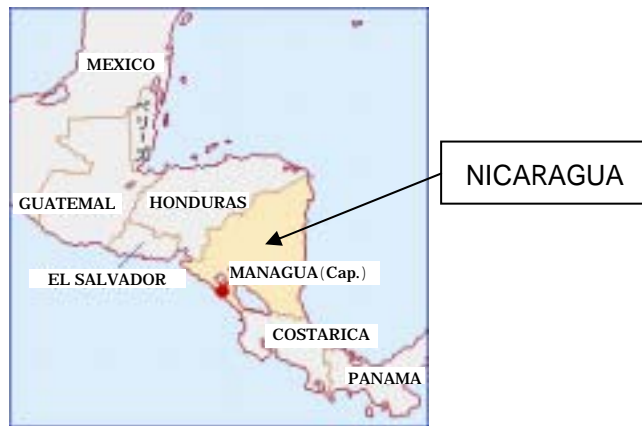 MEXICO
ベリーズ
GUATEMAL
HONDURAS
NICARAGUA
EL SALVADOR
MANAGUA(Cap.)
COSTARICA
PANAMA